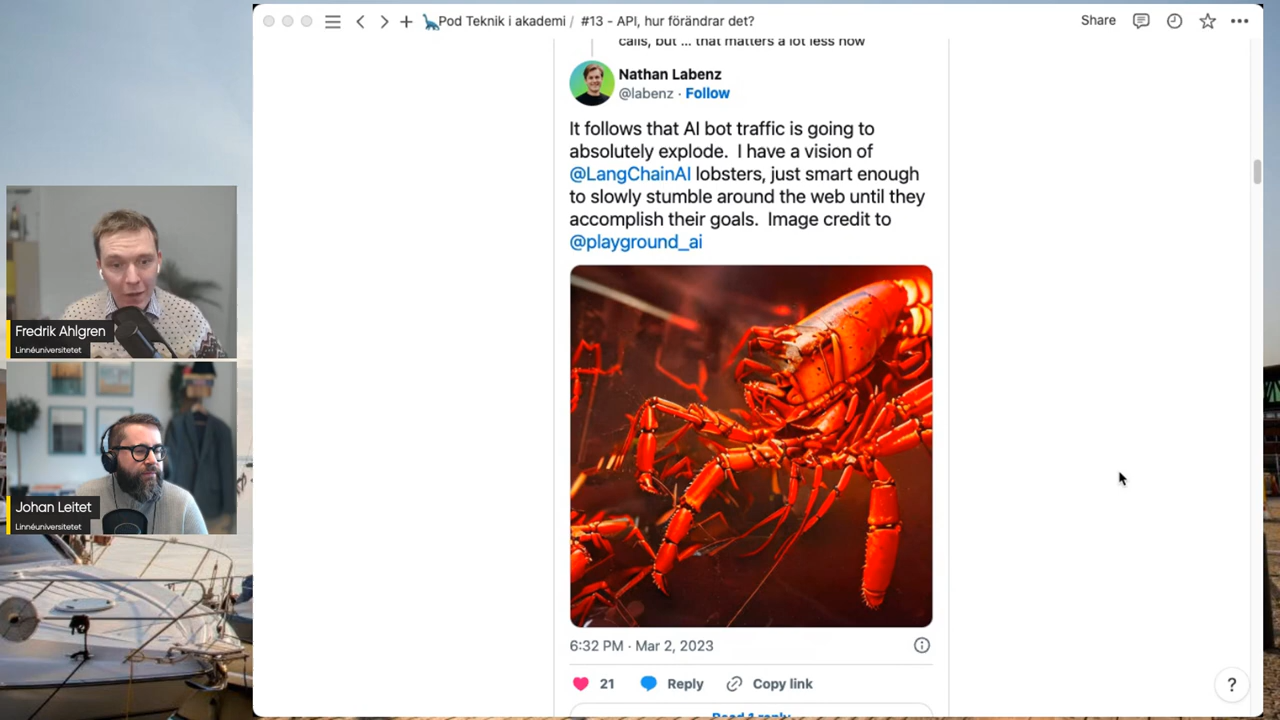 Pod Teknik i akademi / #13 - API, hur förändrar det?
Share
calls, but ... that matters a lot less now
Nathan Labenz
@labenz · Follow
It follows that AI bot traffic is going to
absolutely explode.  I have a vision of
@LangChainAI lobsters, just smart enough
to slowly stumble around the web until they
accomplish their goals.  Image credit to
@playground_ai
6:32 PM · Mar 2, 2023
21
Reply
Copy link
Read 1 reply
?
Fredrik Ahlgren
Linnéuniversitetet
Johan Leitet
Linnéuniversitetet